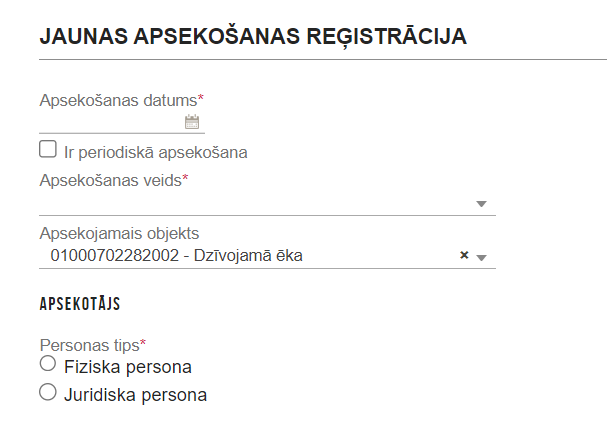 JAUNAS APSEKOŠANAS REĢISTRĀCIJA
Apsekošanas datums*
Ir periodiskā apsekošana
Apsekošanas veids*
Apsekojamais objekts
01000702282002 - Dzīvojamā ēka
APSEKOTĀJS
Personas tips*
Fiziska persona
Juridiska persona